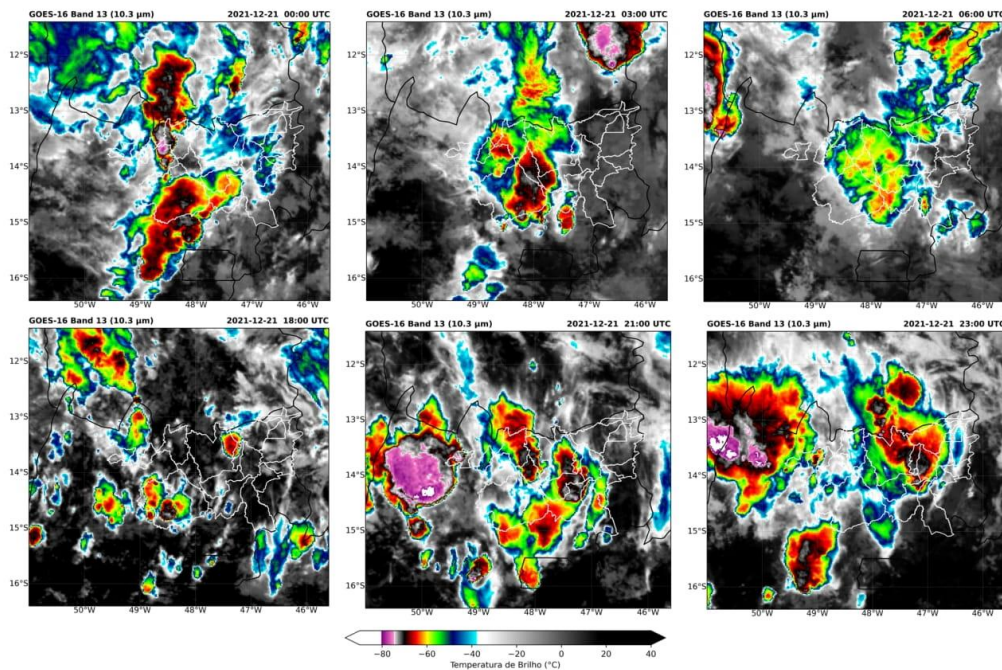 GOES-16 Band 13 (10.3 µm) 2021-12-21 00:00 UTC
12°S
13°S
14°S
15°S
16°S
50°W 49°W 48°W 47°W 46°W
GOES-16 Band 13 (10.3 µm) 2021-12-21 03:00 UTC
12°S
13°S
14°S
15°S
16°S
50°W 49°W 48°W 47°W 46°W
GOES-16 Band 13 (10.3 µm) 2021-12-21 06:00 UTC
12°S
13°S
14°S
15°S
16°S
50°W 49°W 48°W 47°W 46°W
GOES-16 Band 13 (10.3 µm) 2021-12-21 18:00 UTC
12°S
13°S
14°S
15°S
16°S
50°W 49°W 48°W 47°W 46°W
GOES-16 Band 13 (10.3 µm) 2021-12-21 21:00 UTC
12°S
13°S
14°S
15°S
16°S
50°W 49°W 48°W 47°W 46°W
GOES-16 Band 13 (10.3 µm) 2021-12-21 23:00 UTC
12°S
13°S
14°S
15°S
16°S
50°W 49°W 48°W 47°W 46°W
−80 −60 −40 −20 0 20 40
Temperatura de Brilho (°C)